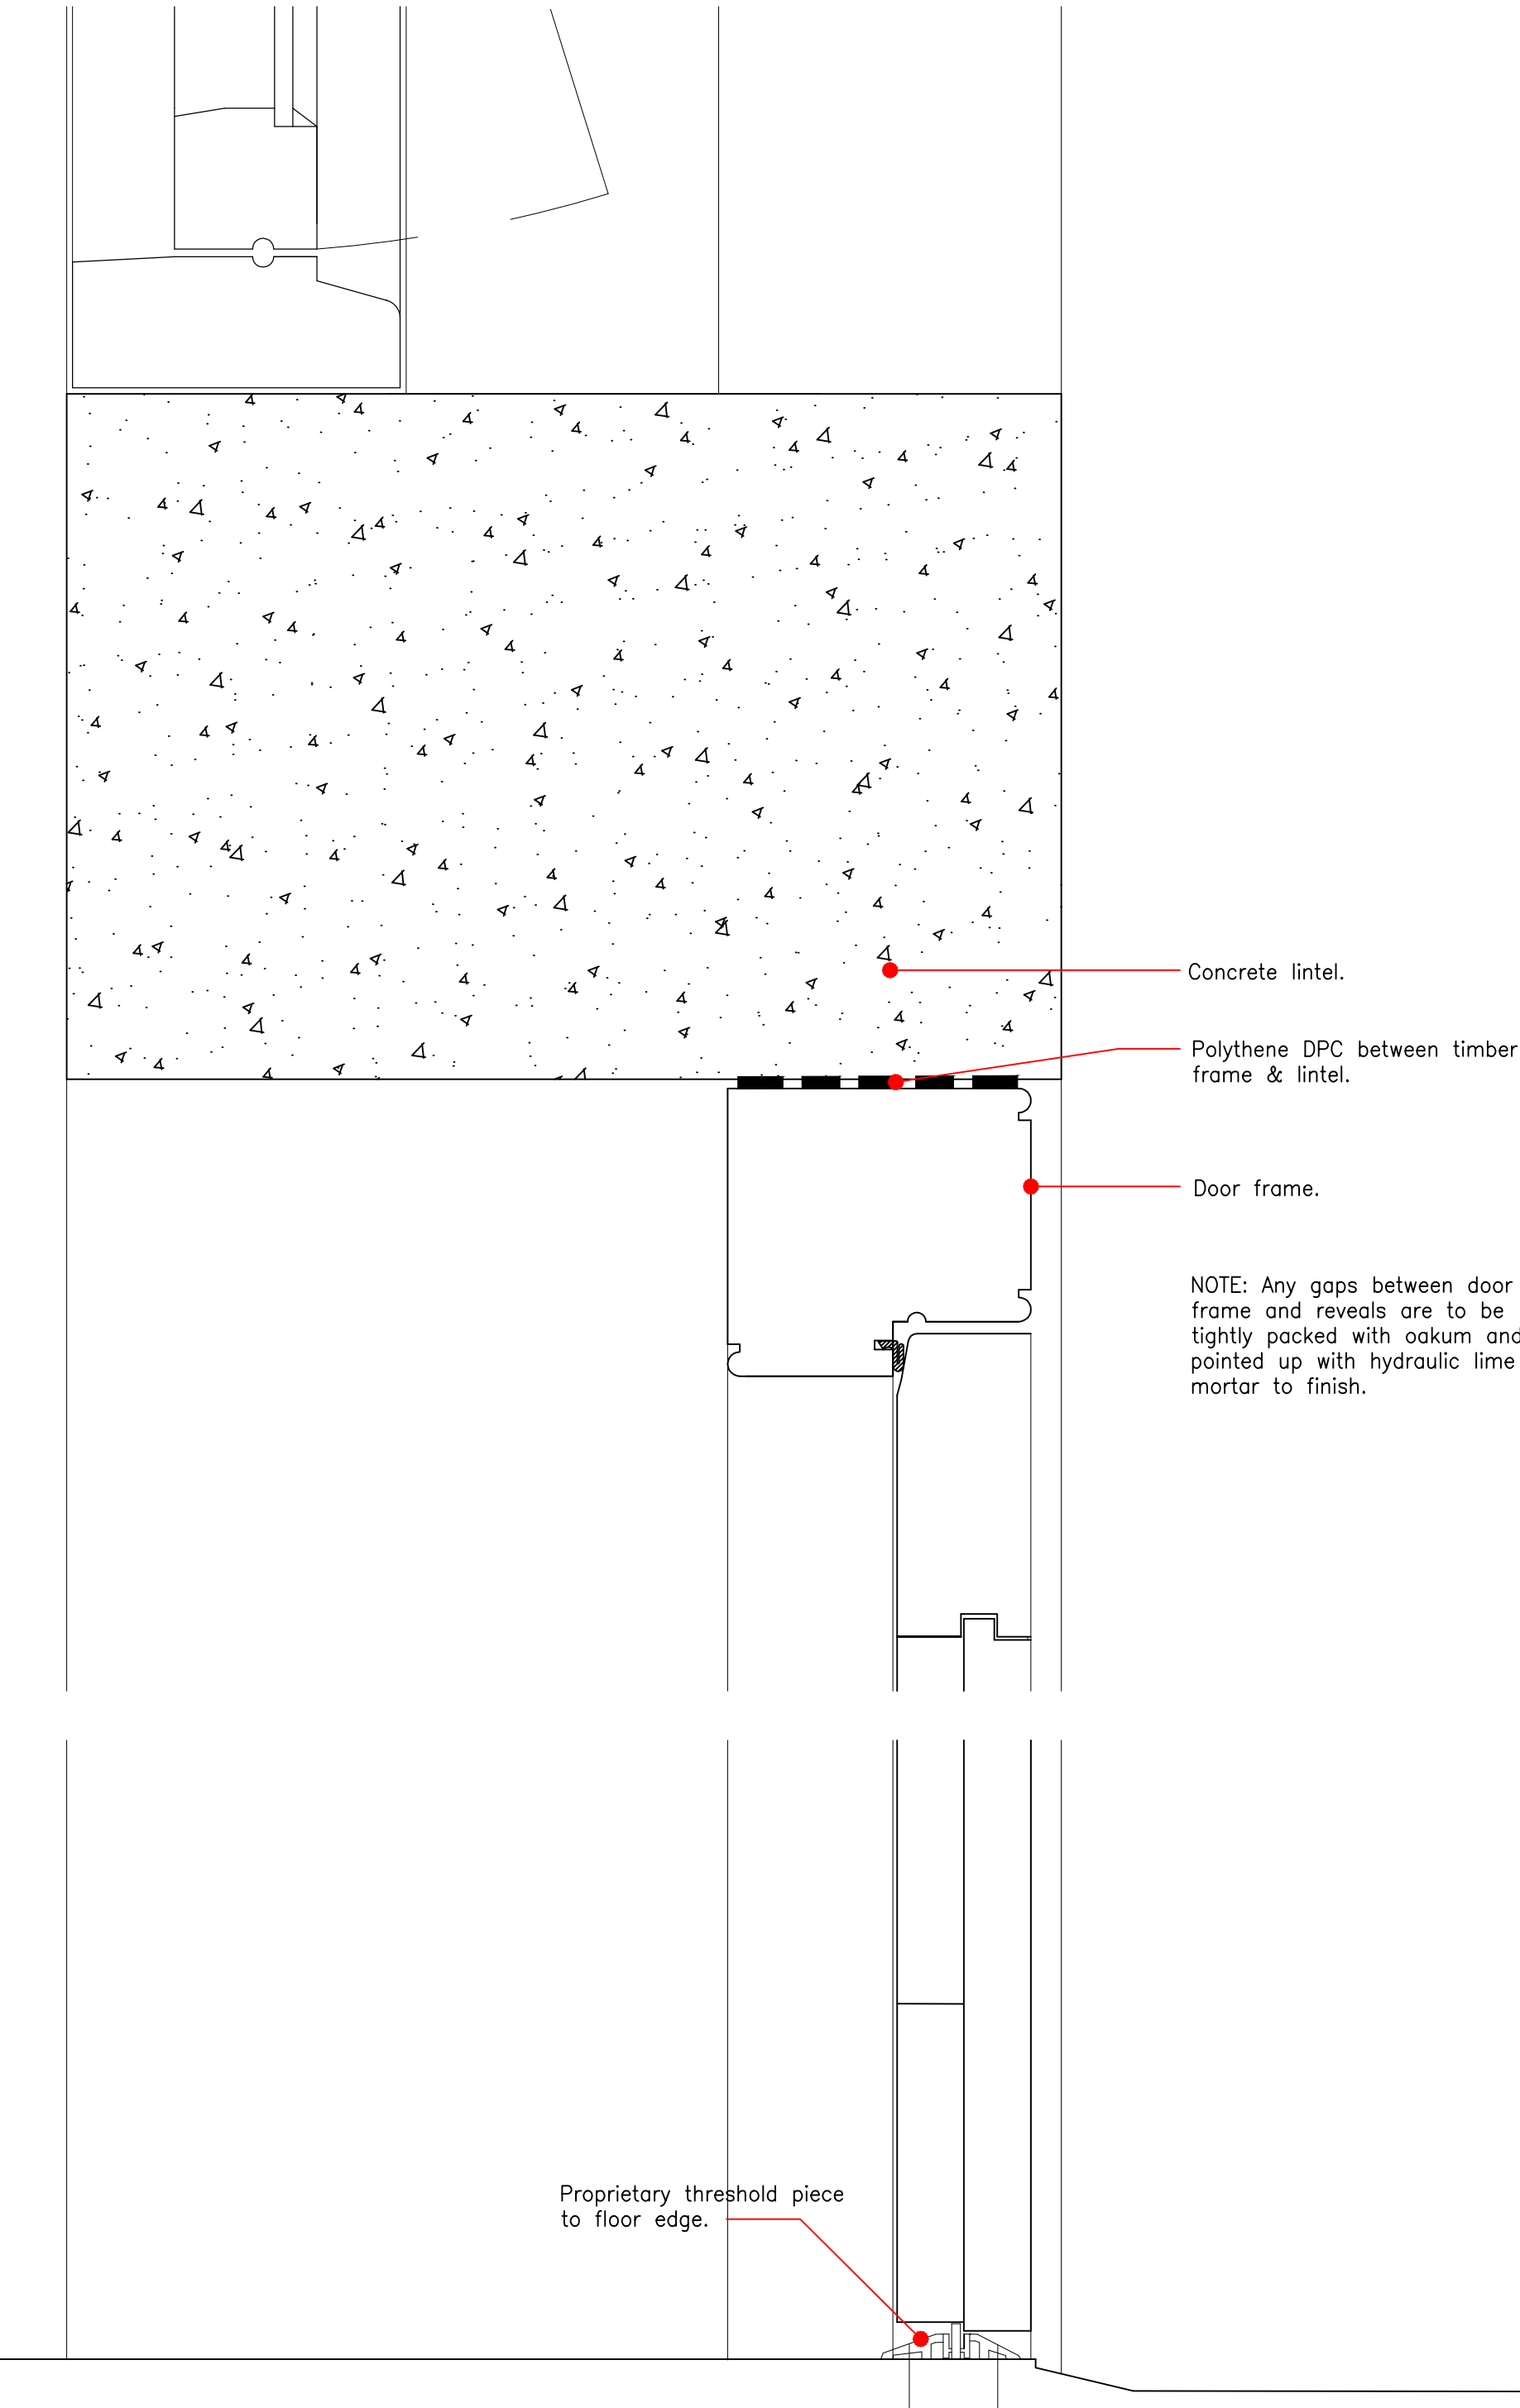 Concrete lintel.
Polythene DPC between timber
frame & lintel.
Door frame.
NOTE: Any gaps between door
frame and reveals are to be
tightly packed with oakum and
pointed up with hydraulic lime
mortar to finish.
Proprietary threshold piece
to floor edge.